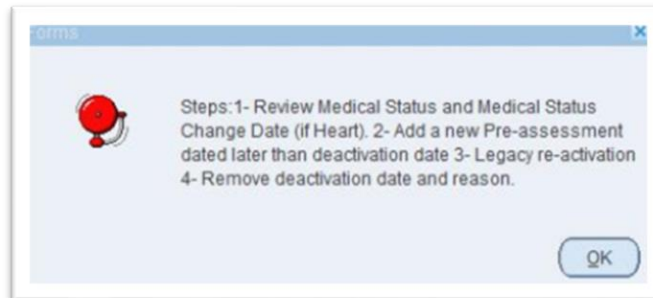 Forms
Steps:1- Review Medical Status and Medical Status
Change Date (if Heart). 2- Add a new Pre-assessment
dated later than deactivation date 3- Legacy re-activation
4- Remove deactivation date and reason.
OK